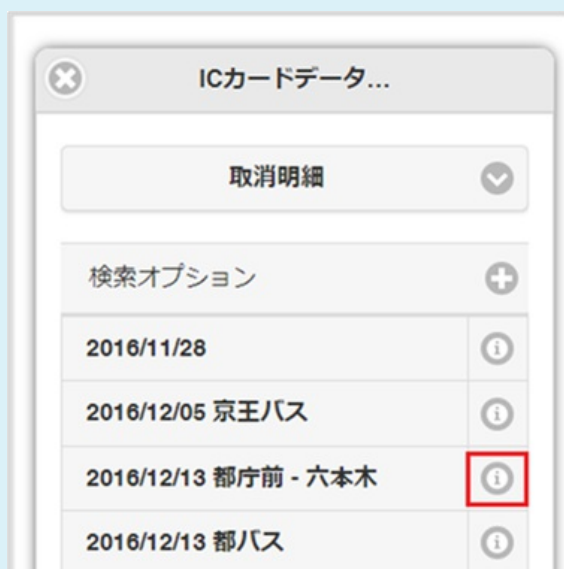 ICカードデータ...
取消明細
検索オプション
2016/11/28
2016/12/05 京王バス
2016/12/13 都庁前 - 六本木
2016/12/13 都バス